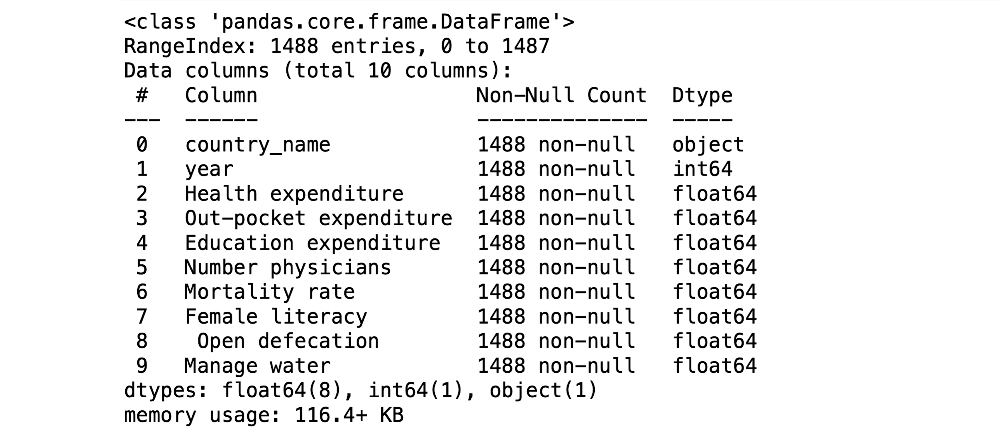 <class 'pandas.core.frame.DataFrame'>
RangeIndex: 1488 entries, 0 to 1487
Data columns (total 10 columns):
 #   Column                  Non-Null Count  Dtype
---  ------                  --------------  -----
 0   country_name            1488 non-null   object
 1   year                    1488 non-null   int64
 2   Health expenditure      1488 non-null   float64
 3   Out-pocket expenditure  1488 non-null   float64
 4   Education expenditure   1488 non-null   float64
 5   Number physicians       1488 non-null   float64
 6   Mortality rate          1488 non-null   float64
 7   Female literacy         1488 non-null   float64
 8    Open defecation        1488 non-null   float64
 9   Manage water            1488 non-null   float64
dtypes: float64(8), int64(1), object(1)
memory usage: 116.4+ KB